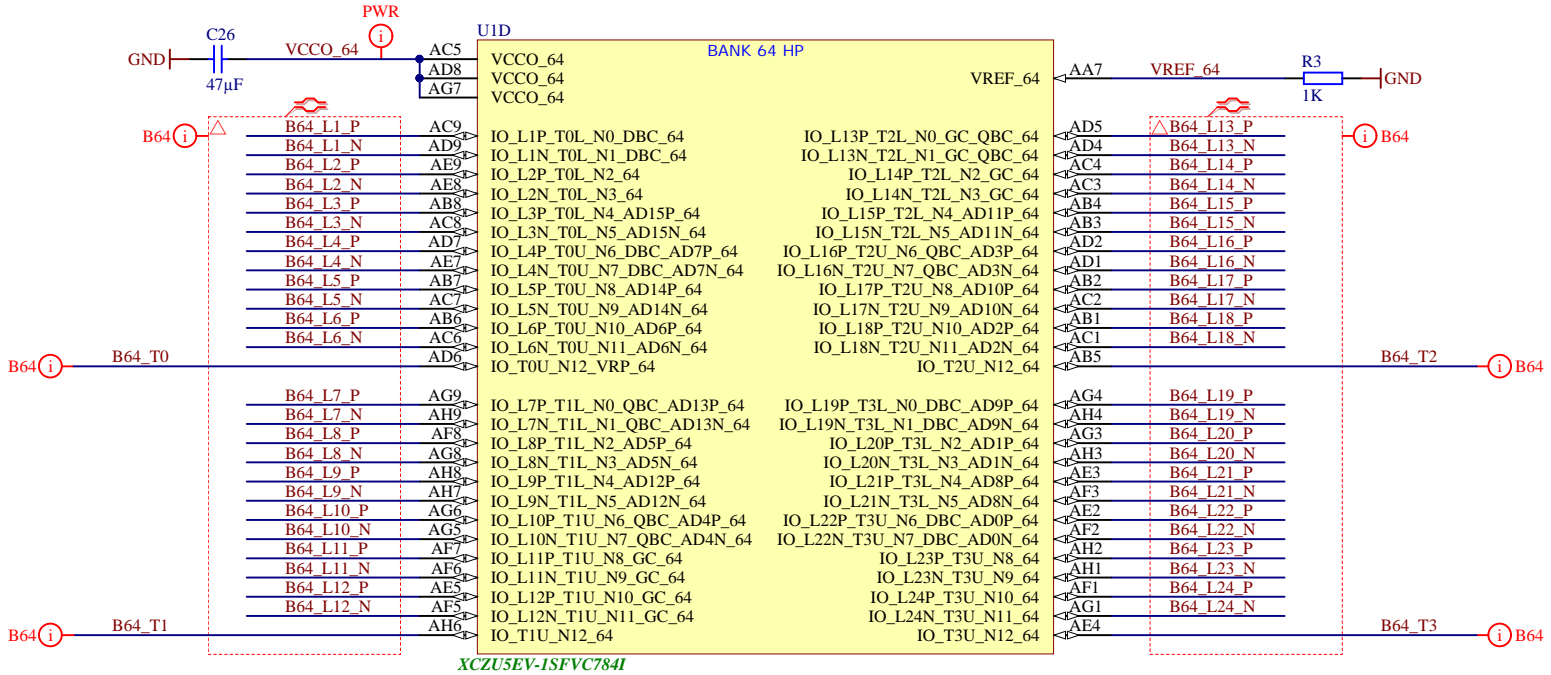 PWR
i
C26
GND
47µF
VCCO_64
U1D
BANK 64 HP
AC5 VCCO_64
AD8 VCCO_64
AG7 VCCO_64
VREF_64 AA7 VREF_64
R3
1K
GND
B64 i
i B64
B64_L1_P AC9 IO_L1P_T0L_N0_DBC_64 IO_L13P_T2L_N0_GC_QBC_64 AD5 B64_L13_P
B64_L1_N AD9 IO_L1N_T0L_N1_DBC_64 IO_L13N_T2L_N1_GC_QBC_64 AD4 B64_L13_N
B64_L2_P AE9 IO_L2P_T0L_N2_64 IO_L14P_T2L_N2_GC_64 AC4 B64_L14_P
B64_L2_N AE8 IO_L2N_T0L_N3_64 IO_L14N_T2L_N3_GC_64 AC3 B64_L14_N
B64_L3_P AB8 IO_L3P_T0L_N4_AD15P_64 IO_L15P_T2L_N4_AD11P_64 AB4 B64_L15_P
B64_L3_N AC8 IO_L3N_T0L_N5_AD15N_64 IO_L15N_T2L_N5_AD11N_64 AB3 B64_L15_N
B64_L4_P AD7 IO_L4P_T0U_N6_DBC_AD7P_64 IO_L16P_T2U_N6_QBC_AD3P_64 AD2 B64_L16_P
B64_L4_N AE7 IO_L4N_T0U_N7_DBC_AD7N_64 IO_L16N_T2U_N7_QBC_AD3N_64 AD1 B64_L16_N
B64_L5_P AB7 IO_L5P_T0U_N8_AD14P_64 IO_L17P_T2U_N8_AD10P_64 AB2 B64_L17_P
B64_L5_N AC7 IO_L5N_T0U_N9_AD14N_64 IO_L17N_T2U_N9_AD10N_64 AC2 B64_L17_N
B64_L6_P AB6 IO_L6P_T0U_N10_AD6P_64 IO_L18P_T2U_N10_AD2P_64 AB1 B64_L18_P
B64_L6_N AC6 IO_L6N_T0U_N11_AD6N_64 IO_L18N_T2U_N11_AD2N_64 AC1 B64_L18_N
B64 i B64_T0 AD6 IO_T0U_N12_VRP_64 IO_T2U_N12_64 AB5 B64_T2 i B64
B64_L7_P AG9 IO_L7P_T1L_N0_QBC_AD13P_64 IO_L19P_T3L_N0_DBC_AD9P_64 AG4 B64_L19_P
B64_L7_N AH9 IO_L7N_T1L_N1_QBC_AD13N_64 IO_L19N_T3L_N1_DBC_AD9N_64 AH4 B64_L19_N
B64_L8_P AF8 IO_L8P_T1L_N2_AD5P_64 IO_L20P_T3L_N2_AD1P_64 AG3 B64_L20_P
B64_L8_N AG8 IO_L8N_T1L_N3_AD5N_64 IO_L20N_T3L_N3_AD1N_64 AH3 B64_L20_N
B64_L9_P AH8 IO_L9P_T1L_N4_AD12P_64 IO_L21P_T3L_N4_AD8P_64 AE3 B64_L21_P
B64_L9_N AH7 IO_L9N_T1L_N5_AD12N_64 IO_L21N_T3L_N5_AD8N_64 AF3 B64_L21_N
B64_L10_P AG6 IO_L10P_T1U_N6_QBC_AD4P_64 IO_L22P_T3U_N6_DBC_AD0P_64 AE2 B64_L22_P
B64_L10_N AG5 IO_L10N_T1U_N7_QBC_AD4N_64 IO_L22N_T3U_N7_DBC_AD0N_64 AF2 B64_L22_N
B64_L11_P AF7 IO_L11P_T1U_N8_GC_64 IO_L23P_T3U_N8_64 AH2 B64_L23_P
B64_L11_N AF6 IO_L11N_T1U_N9_GC_64 IO_L23N_T3U_N9_64 AH1 B64_L23_N
B64_L12_P AE5 IO_L12P_T1U_N10_GC_64 IO_L24P_T3U_N10_64 AF1 B64_L24_P
B64_L12_N AF5 IO_L12N_T1U_N11_GC_64 IO_L24N_T3U_N11_64 AG1 B64_L24_N
B64 i B64_T1 AH6 IO_T1U_N12_64 IO_T3U_N12_64 AE4 B64_T3 i B64
XCZU5EV-1SFVC784I